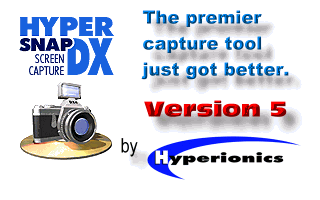 HYPER
SNAP DX
SCREEN
CAPTURE
The premier
capture tool
just got better.
Version 5
by Hyperionics